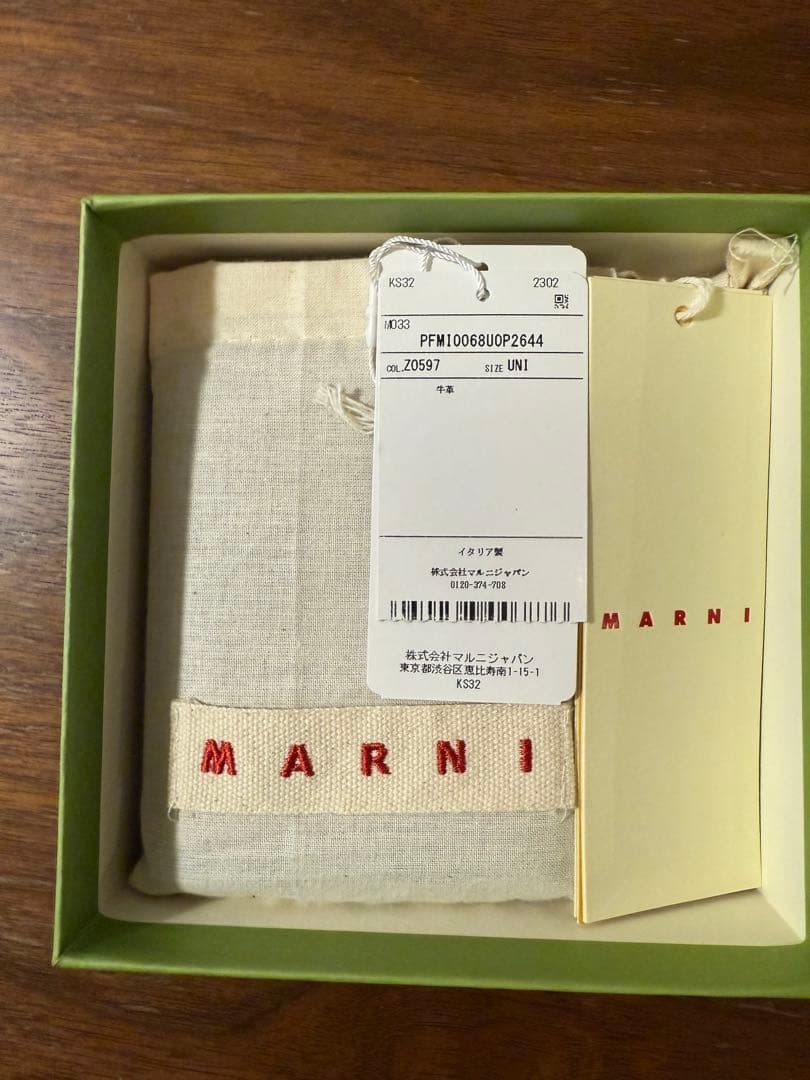 KS32 2302
M033
PFMI0068U0P2644
COL.Z0597 SIZE UNI
牛革
イタリア製
株式会社マルニジャパン
0120-374-708
株式会社マルニジャパン
東京都渋谷区恵比寿南1-15-1
KS32
MARNI
MARNI